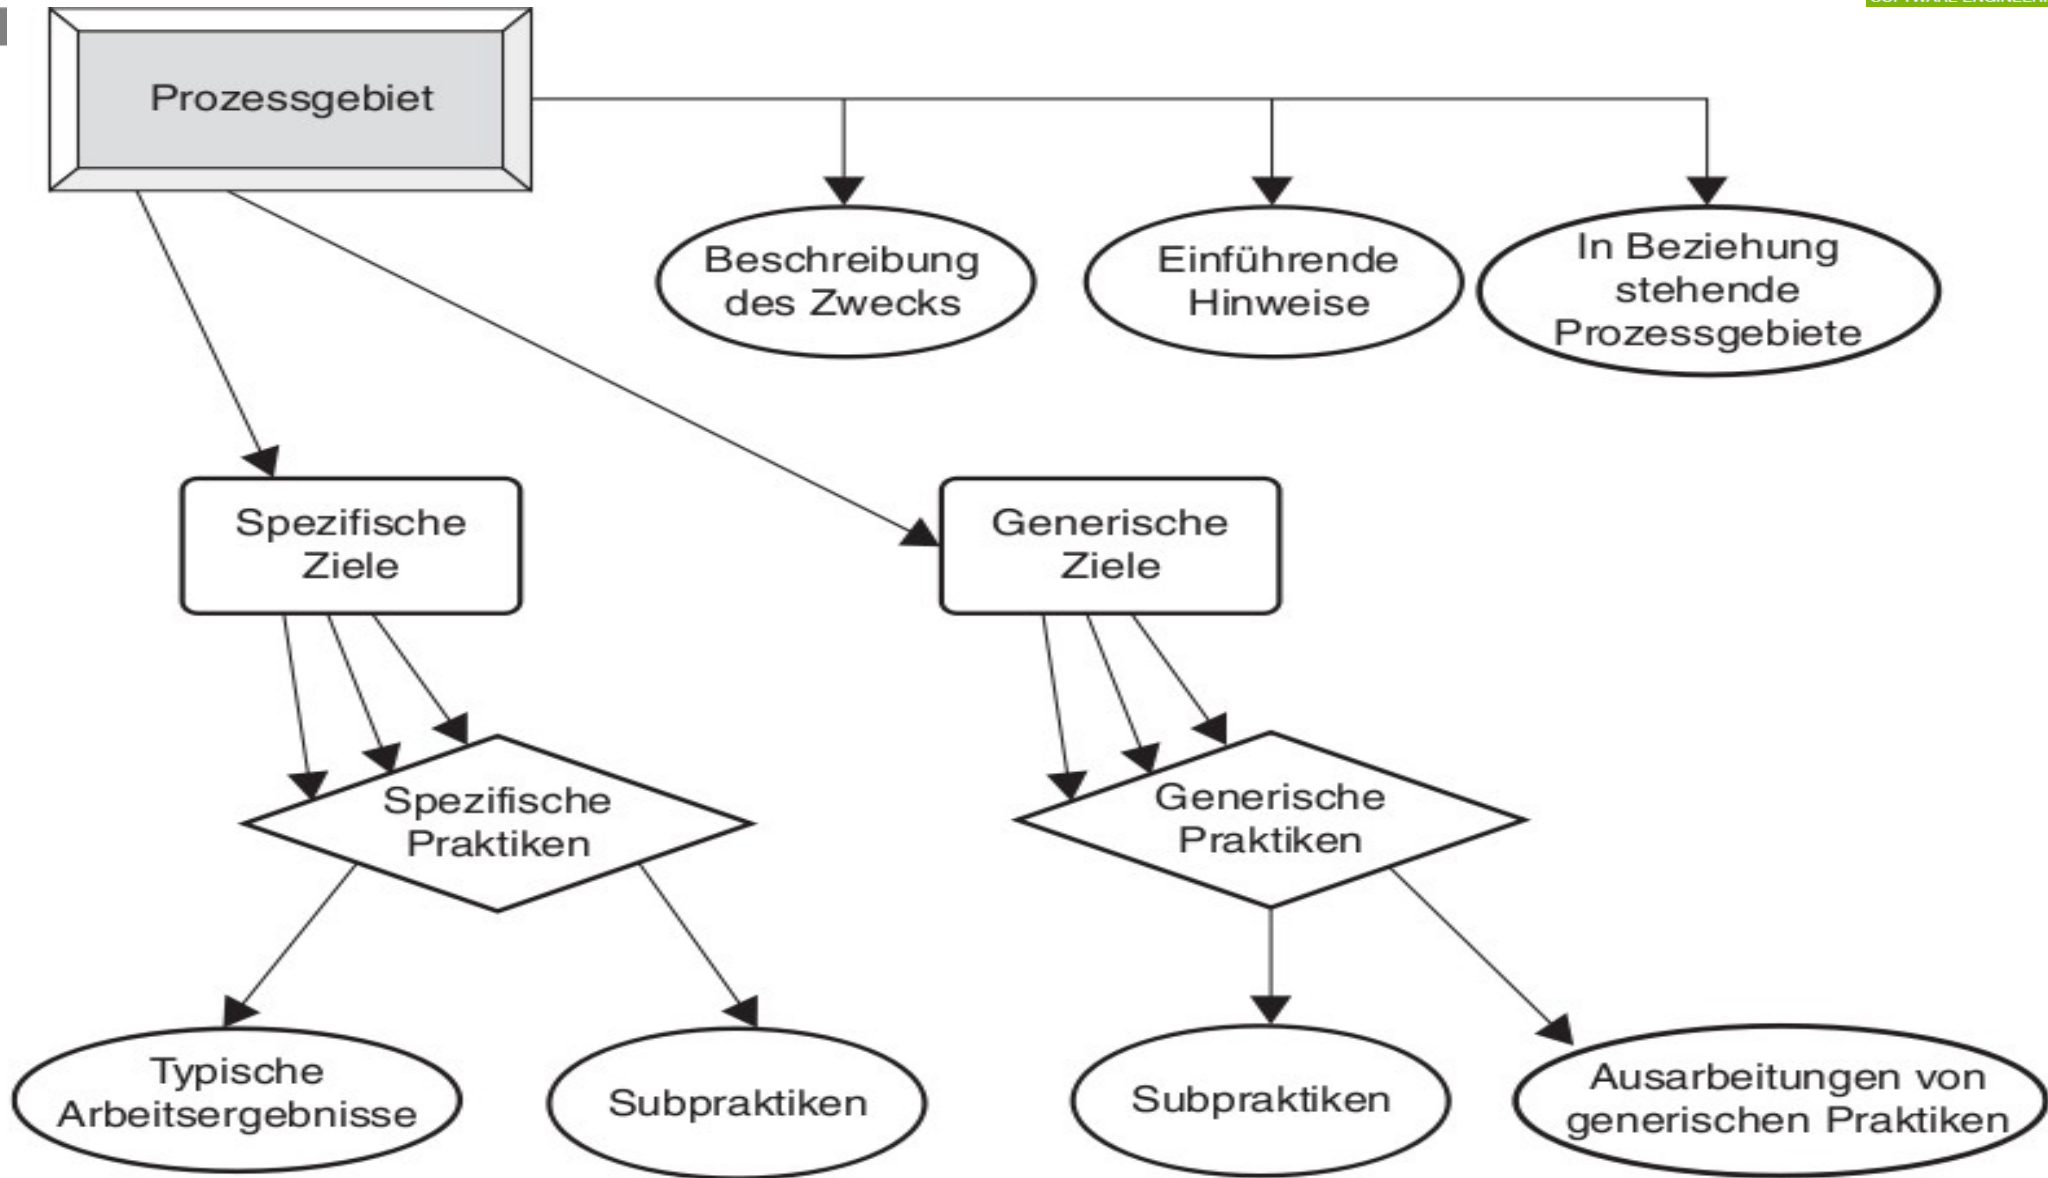 Prozessgebiet
Beschreibung
des Zwecks
Einführende
Hinweise
In Beziehung
stehende
Prozessgebiete
Spezifische
Ziele
Generische
Ziele
Spezifische
Praktiken
Generische
Praktiken
Typische
Arbeitsergebnisse
Subpraktiken
Subpraktiken
Ausarbeitungen von
generischen Praktiken